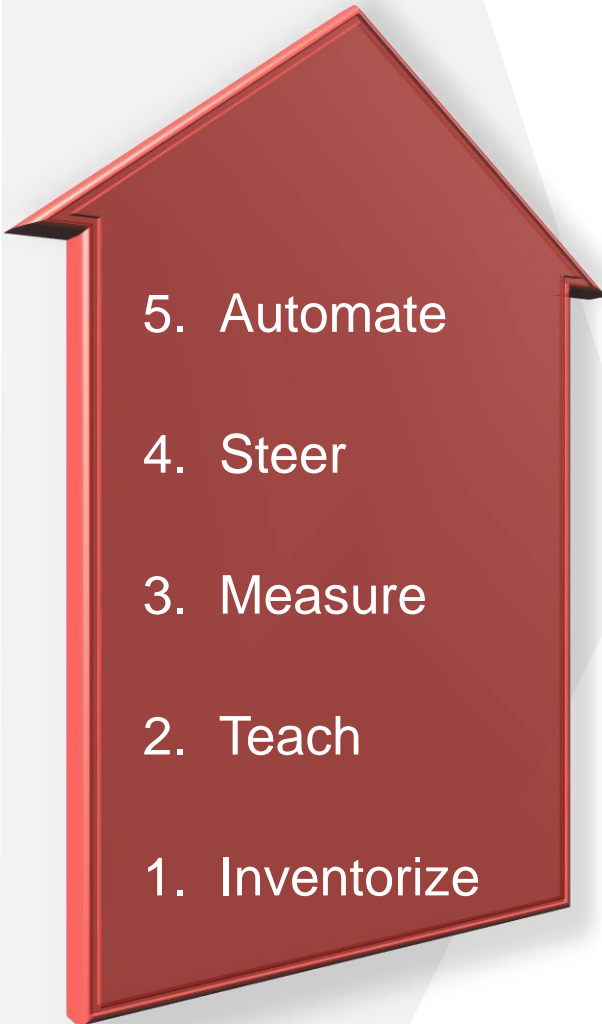 5. Automate
4. Steer
3. Measure
2. Teach
1. Inventorize